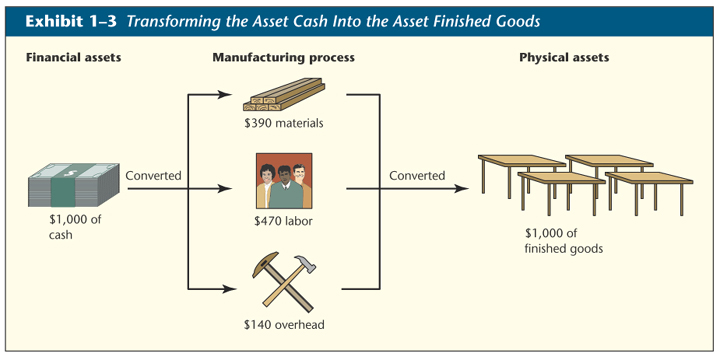 Exhibit 1–3 Transforming the Asset Cash Into the Asset Finished Goods
Financial assets
Manufacturing process
Physical assets
$390 materials
Converted
$1,000 of
cash
$470 labor
Converted
$1,000 of
finished goods
$140 overhead